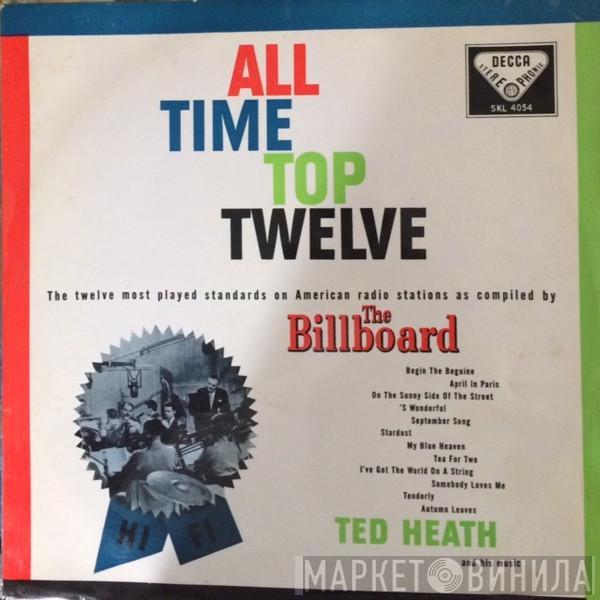 ALL
TIME
TOP
TWELVE
DECCA
STEREOPHONIC
SKL 4054
The twelve most played standards on American radio stations as compiled by
The
Billboard
Begin The Beguine
April In Paris
On The Sunny Side Of The Street
'S Wonderful
September Song
Stardust
My Blue Heaven
Tea For Two
I've Got The World On A String
Somebody Loves Me
Tenderly
Autumn Leaves
HI FI
TED HEATH
and his music
МАРКЕТ ВИНИЛА